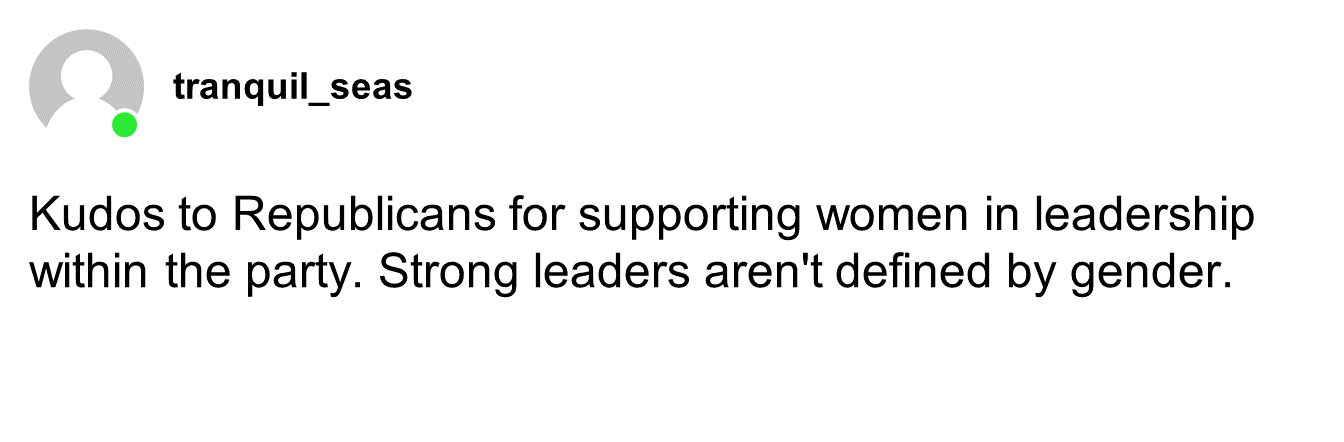 tranquil_seas
Kudos to Republicans for supporting women in leadership
within the party. Strong leaders aren't defined by gender.